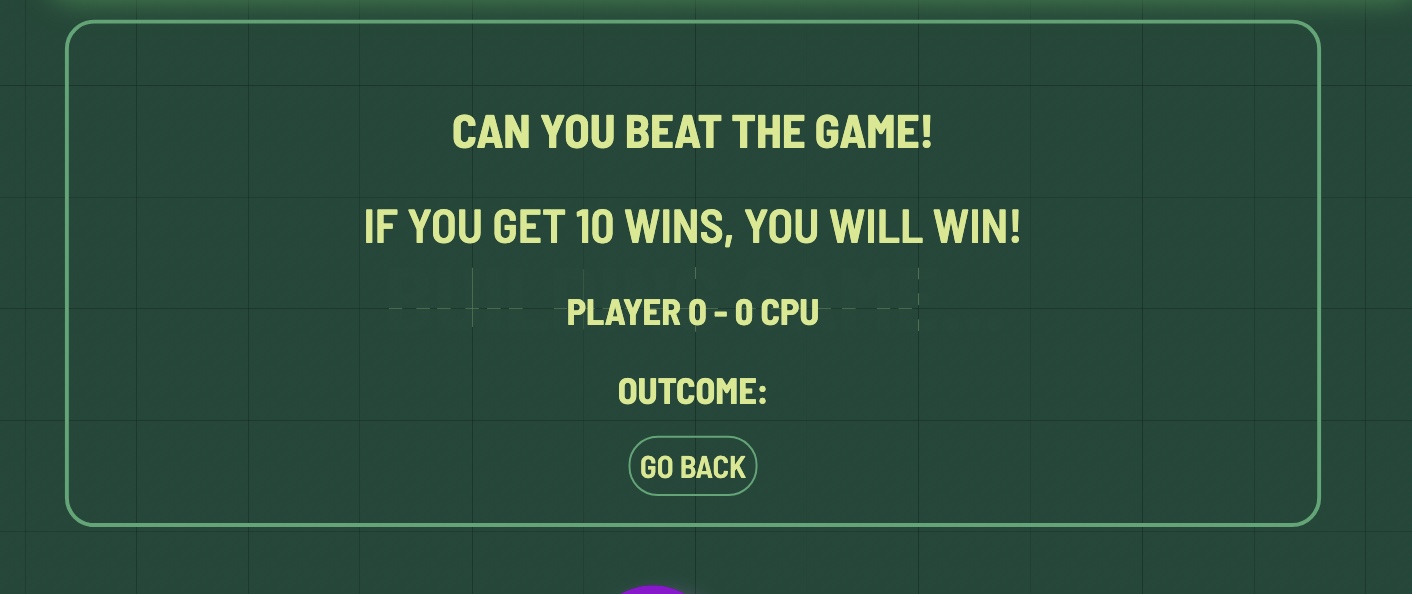 CAN YOU BEAT THE GAME!
IF YOU GET 10 WINS, YOU WILL WIN!
PLAYER 0 - 0 CPU
OUTCOME:
GO BACK